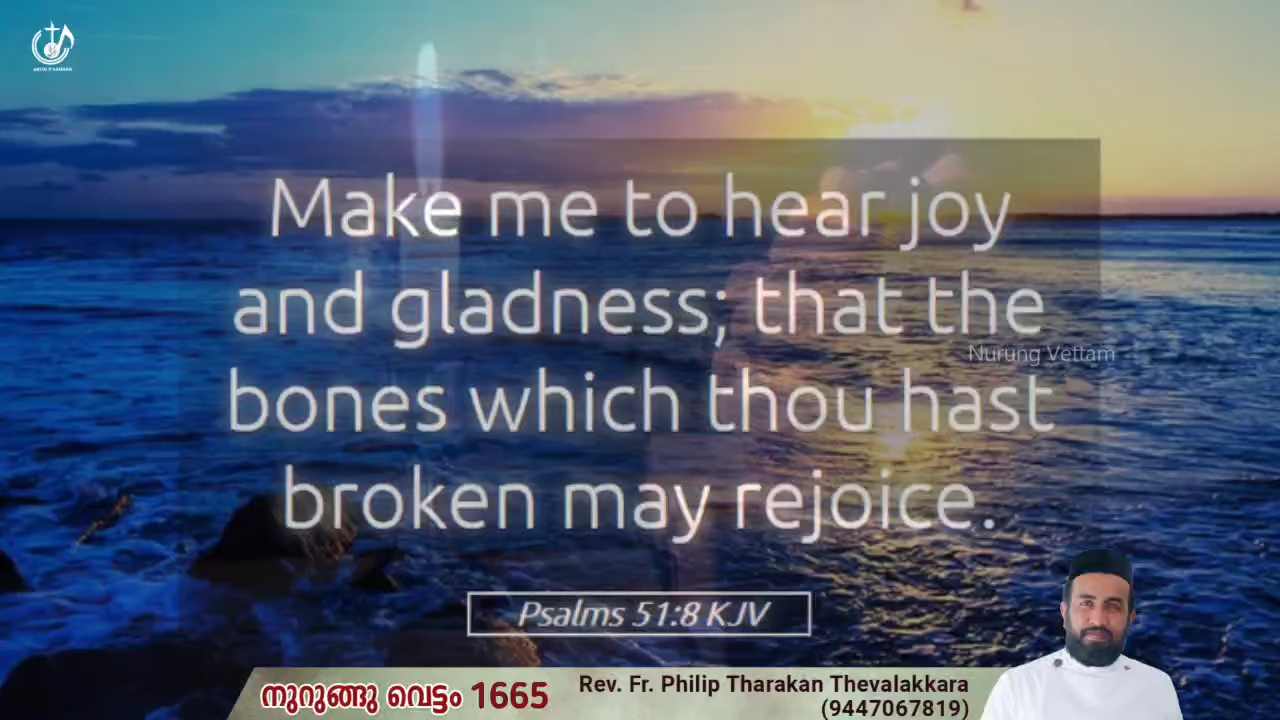 Make me to hear joy
and gladness; that the
Nurung Vettam
bones which thou hast
broken may rejoice.
Psalms 51:8 KJV
നുറുങ്ങു വെട്ടം 1665
Rev. Fr. Philip Tharakan Thevalakkara
(9447067819)